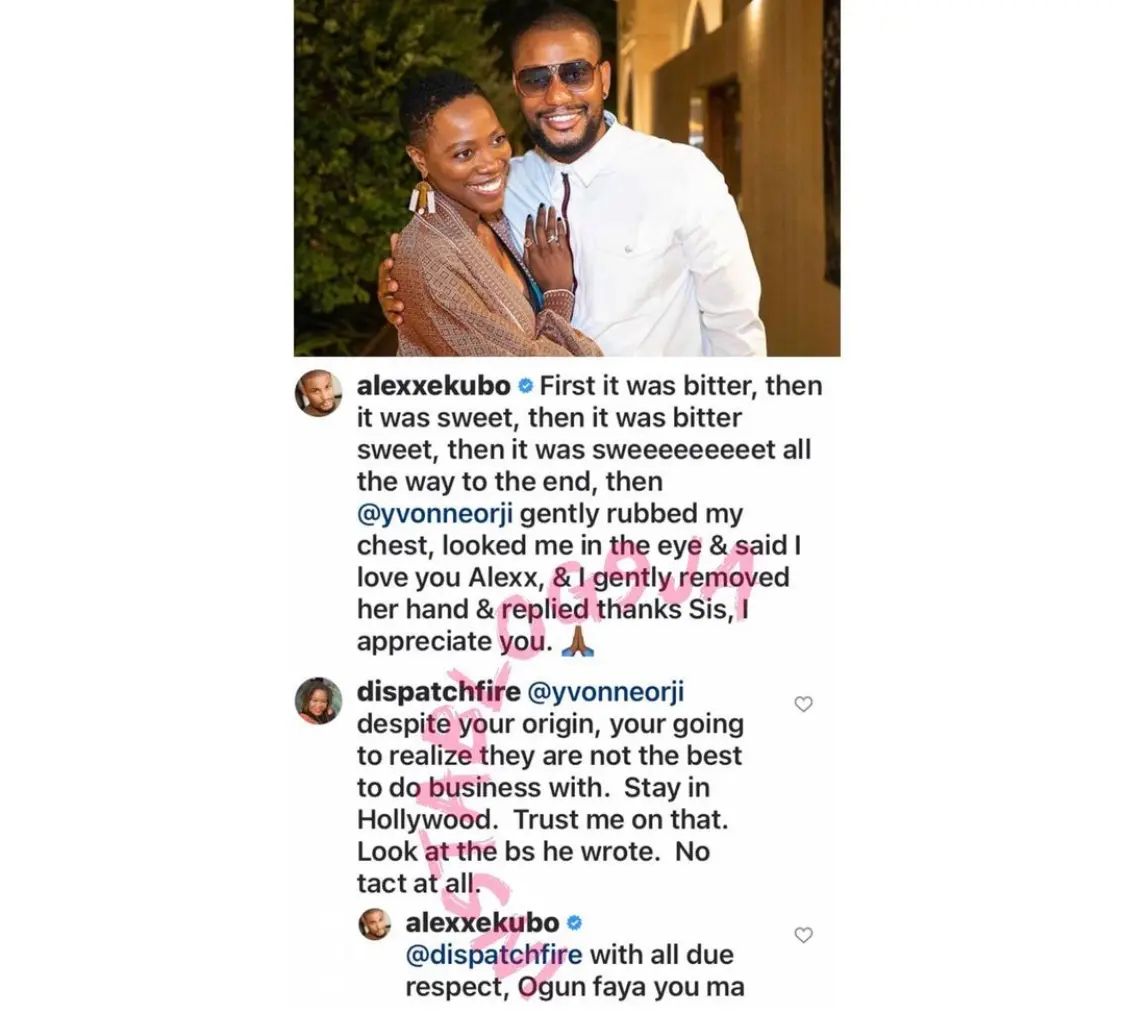 alexxekubo First it was bitter, then
it was sweet, then it was bitter
sweet, then it was sweeeeeeeeet all
the way to the end, then
@yvonneorji gently rubbed my
chest, looked me in the eye & said I
love you Alexx, & I gently removed
her hand & replied thanks Sis, I
appreciate you. 🙏🏾
dispatchfire @yvonneorji
despite your origin, your going
to realize they are not the best
to do business with. Stay in
Hollywood. Trust me on that.
Look at the bs he wrote. No
tact at all.
alexxekubo
@dispatchfire with all due
respect, Ogun faya you ma
INSTABLOG9JA